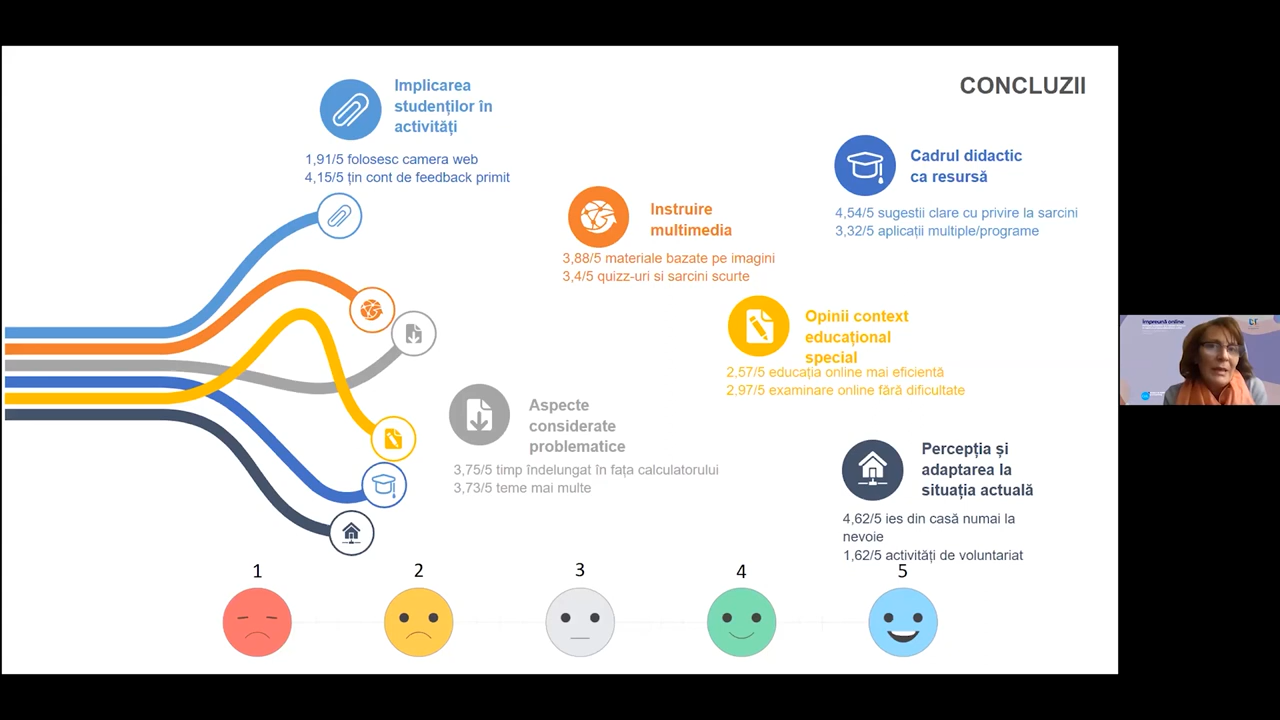 CONCLUZII
Implicarea
studenților în
activități
1,91/5 folosesc camera web
4,15/5 țin cont de feedback primit
Cadrul didactic
ca resursă
4,54/5 sugestii clare cu privire la sarcini
3,32/5 aplicații multiple/programe
Instruire
multimedia
3,88/5 materiale bazate pe imagini
3,4/5 quizz-uri si sarcini scurte
Opinii context
educațional
special
2.57/5 educația online mai eficientă
2.97/5 examinare online fără dificultate
Aspecte
considerate
problematice
3,75/5 timp îndelungat în fața calculatorului
3,73/5 teme mai multe
Percepția și
adaptarea la
situația actuală
4,62/5 ies din casă numai la
nevoie
1,62/5 activități de voluntariat
1
2
3
4
5
Împreună online